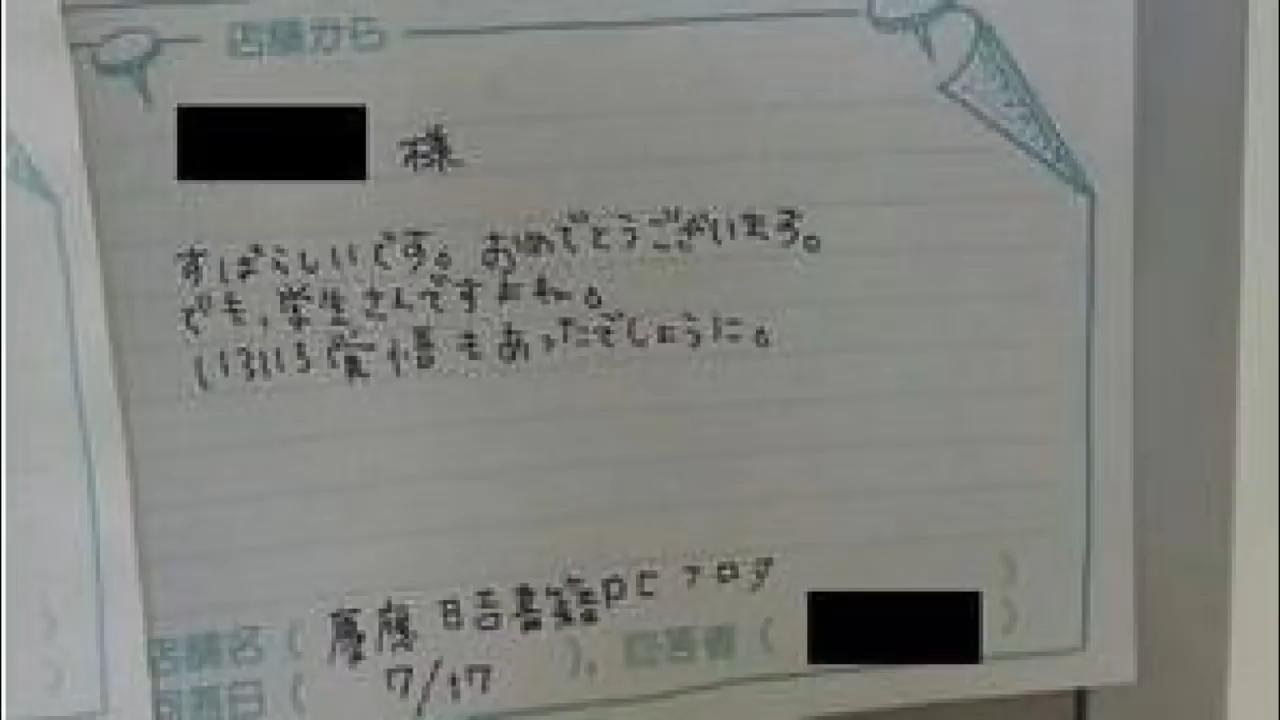 店舗から
様
すばらしいです。おめでとうございます。
でも、学生さんですよね。
いろいろ覚悟もあったでしょうに。
店舗名(慶應 日吉書籍PCフロア), 回答者( )
回答日(7/17 )